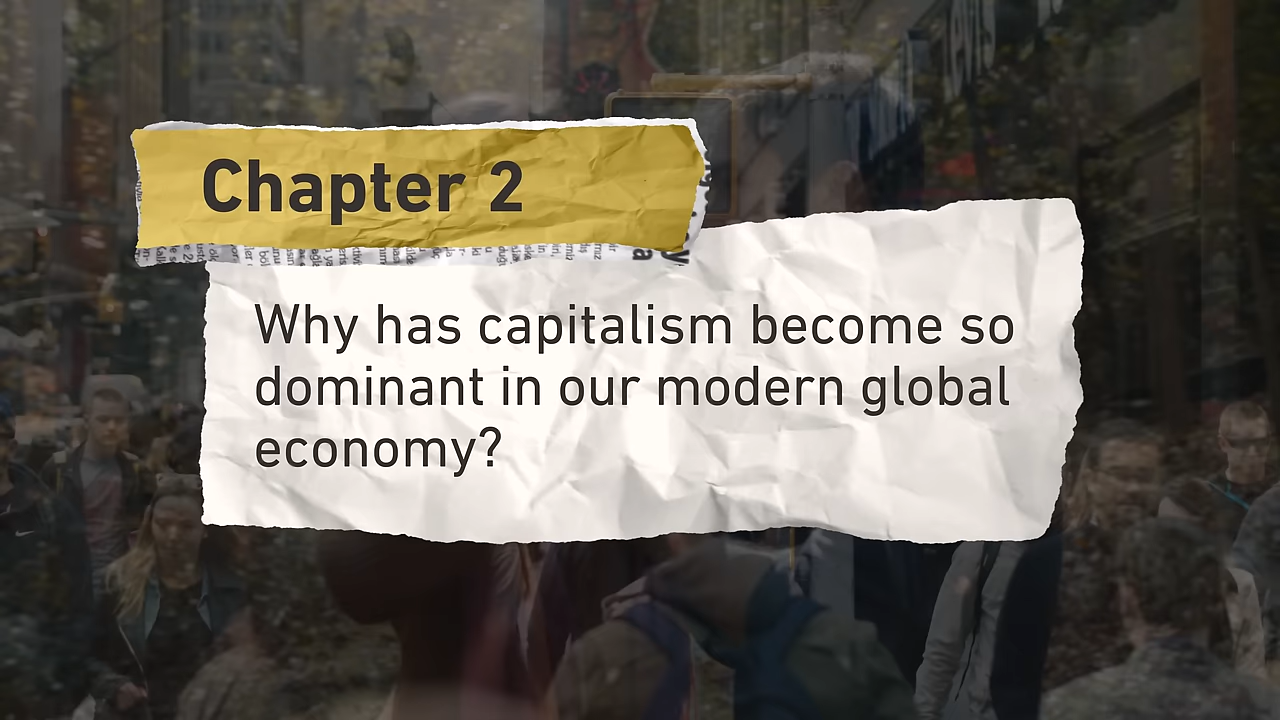 Chapter 2
Why has capitalism become so
dominant in our modern global
economy?